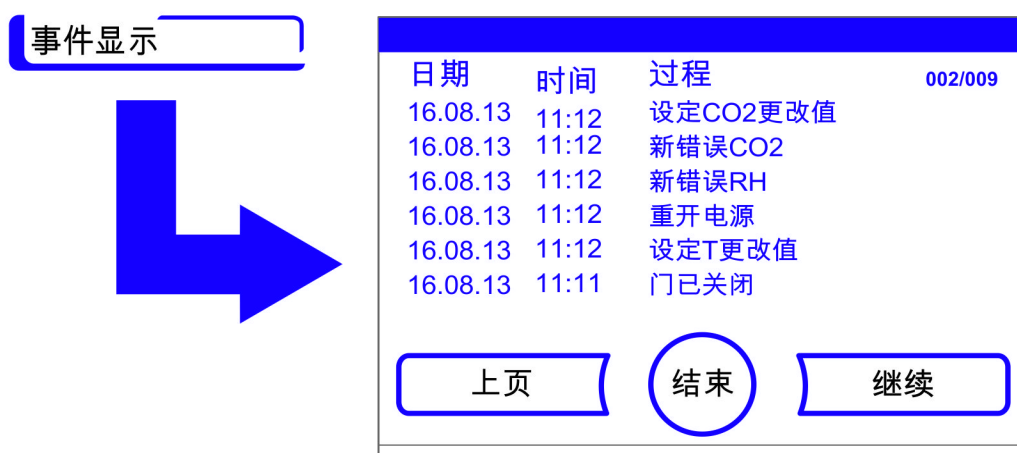 事件显示
日期 时间 过程 002/009
16.08.13 11:12 设定CO2更改值
16.08.13 11:12 新错误CO2
16.08.13 11:12 新错误RH
16.08.13 11:12 重开电源
16.08.13 11:12 设定T更改值
16.08.13 11:11 门已关闭
上页 结束 继续